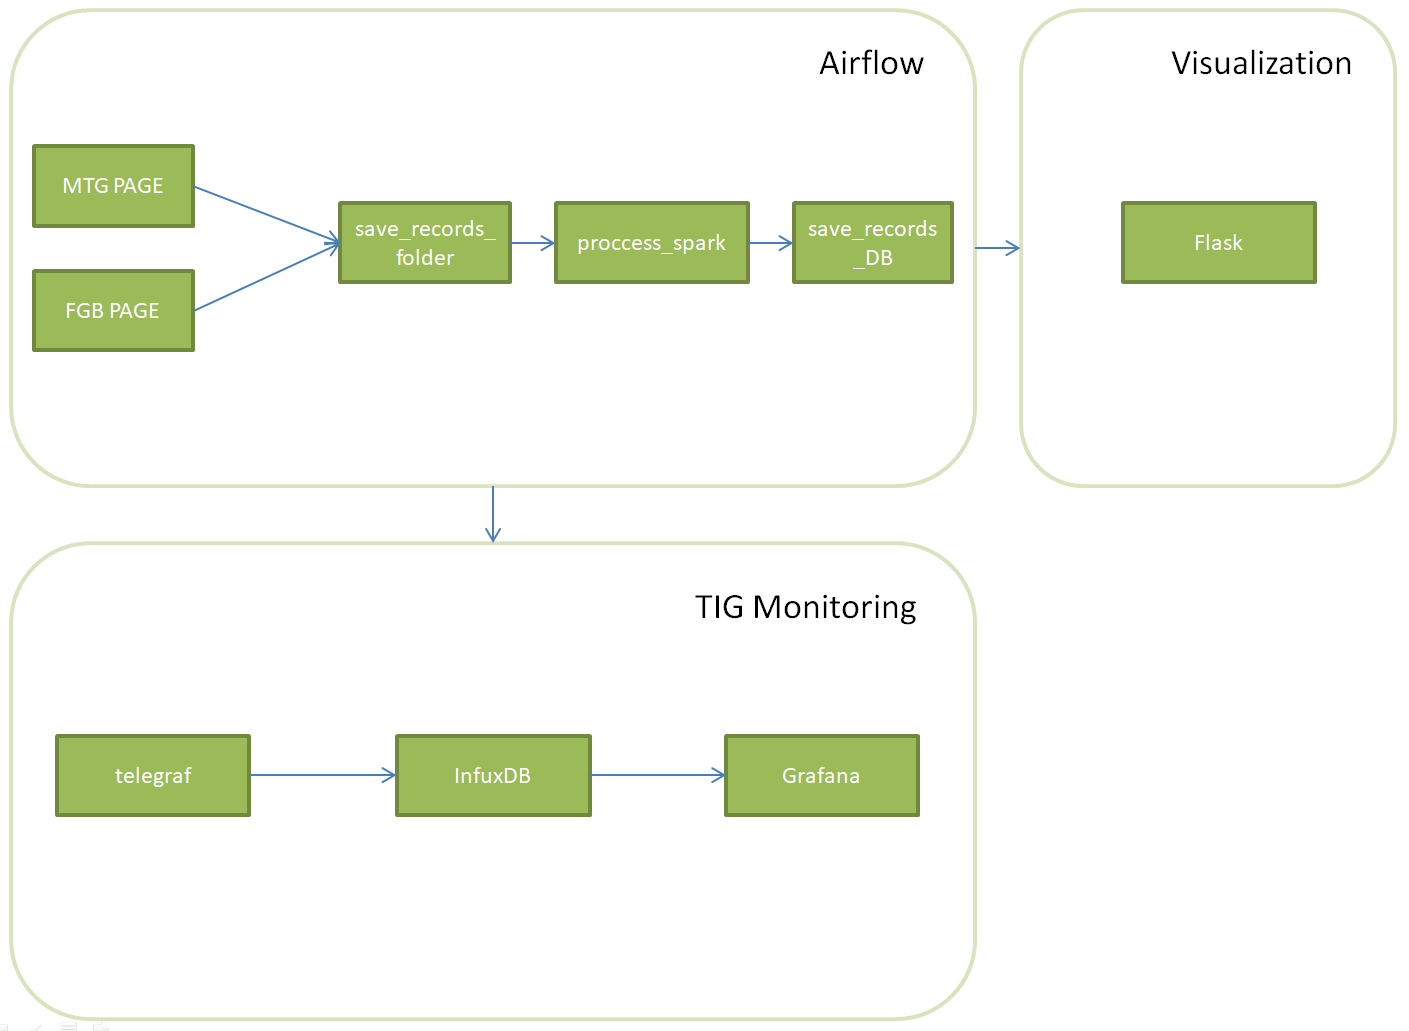 Airflow
Visualization
MTG PAGE
FGB PAGE
save_records_
folder
proccess_spark
save_records
_DB
Flask
TIG Monitoring
telegraf
InfuxDB
Grafana